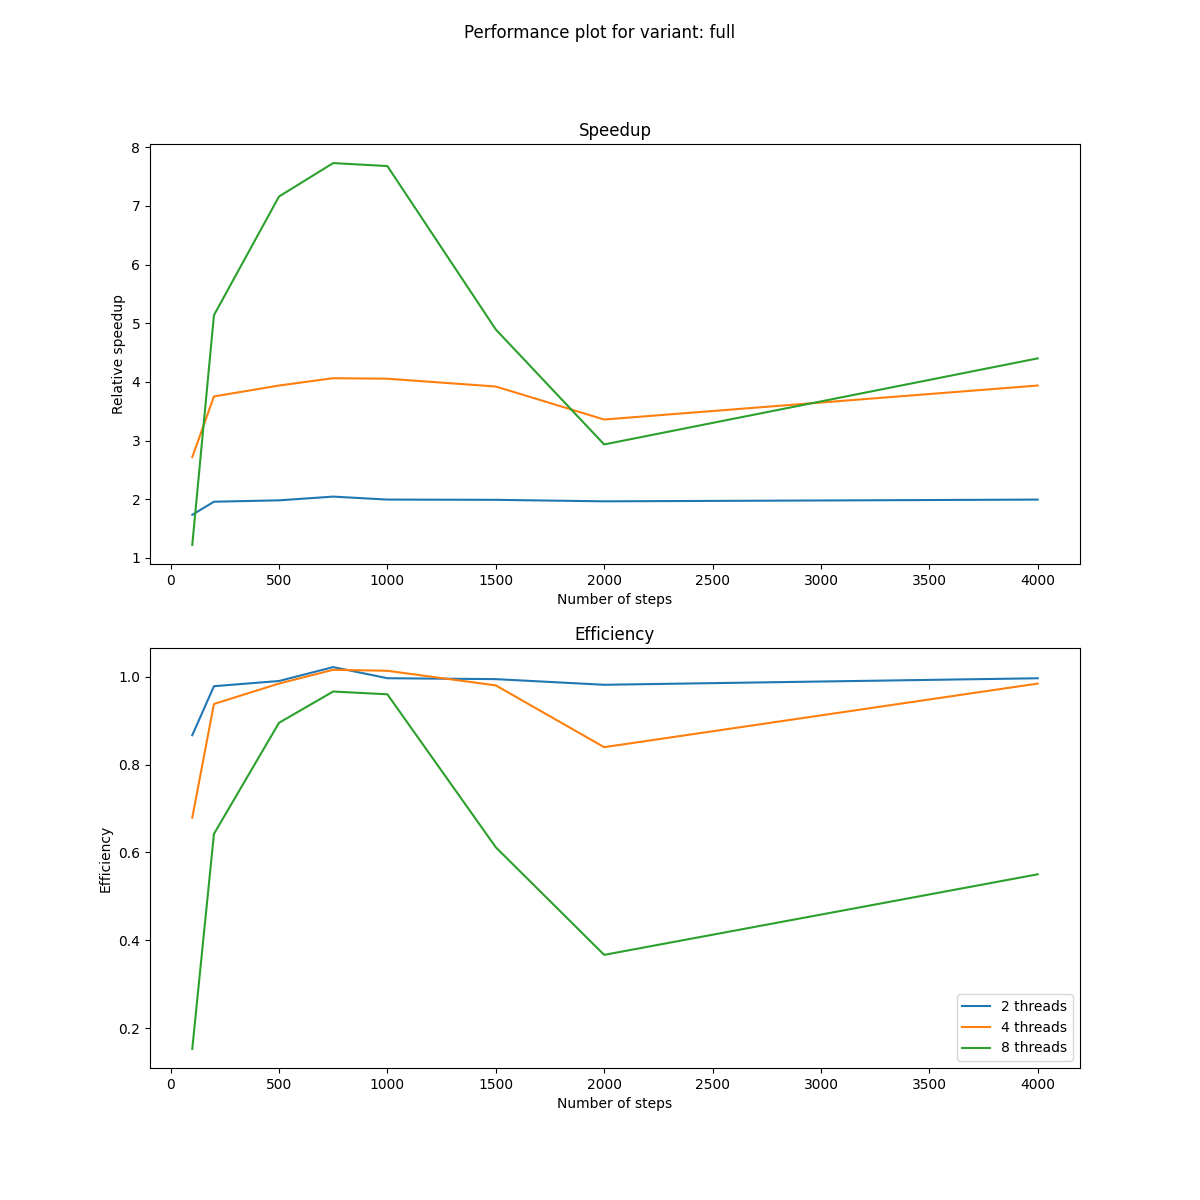 Performance plot for variant: full
Speedup
8
7
6
5
4
3
2
1
Relative speedup
0 500 1000 1500 2000 2500 3000 3500 4000
Number of steps
Efficiency
1.0
0.8
0.6
0.4
0.2
Efficiency
2 threads
4 threads
8 threads
0 500 1000 1500 2000 2500 3000 3500 4000
Number of steps